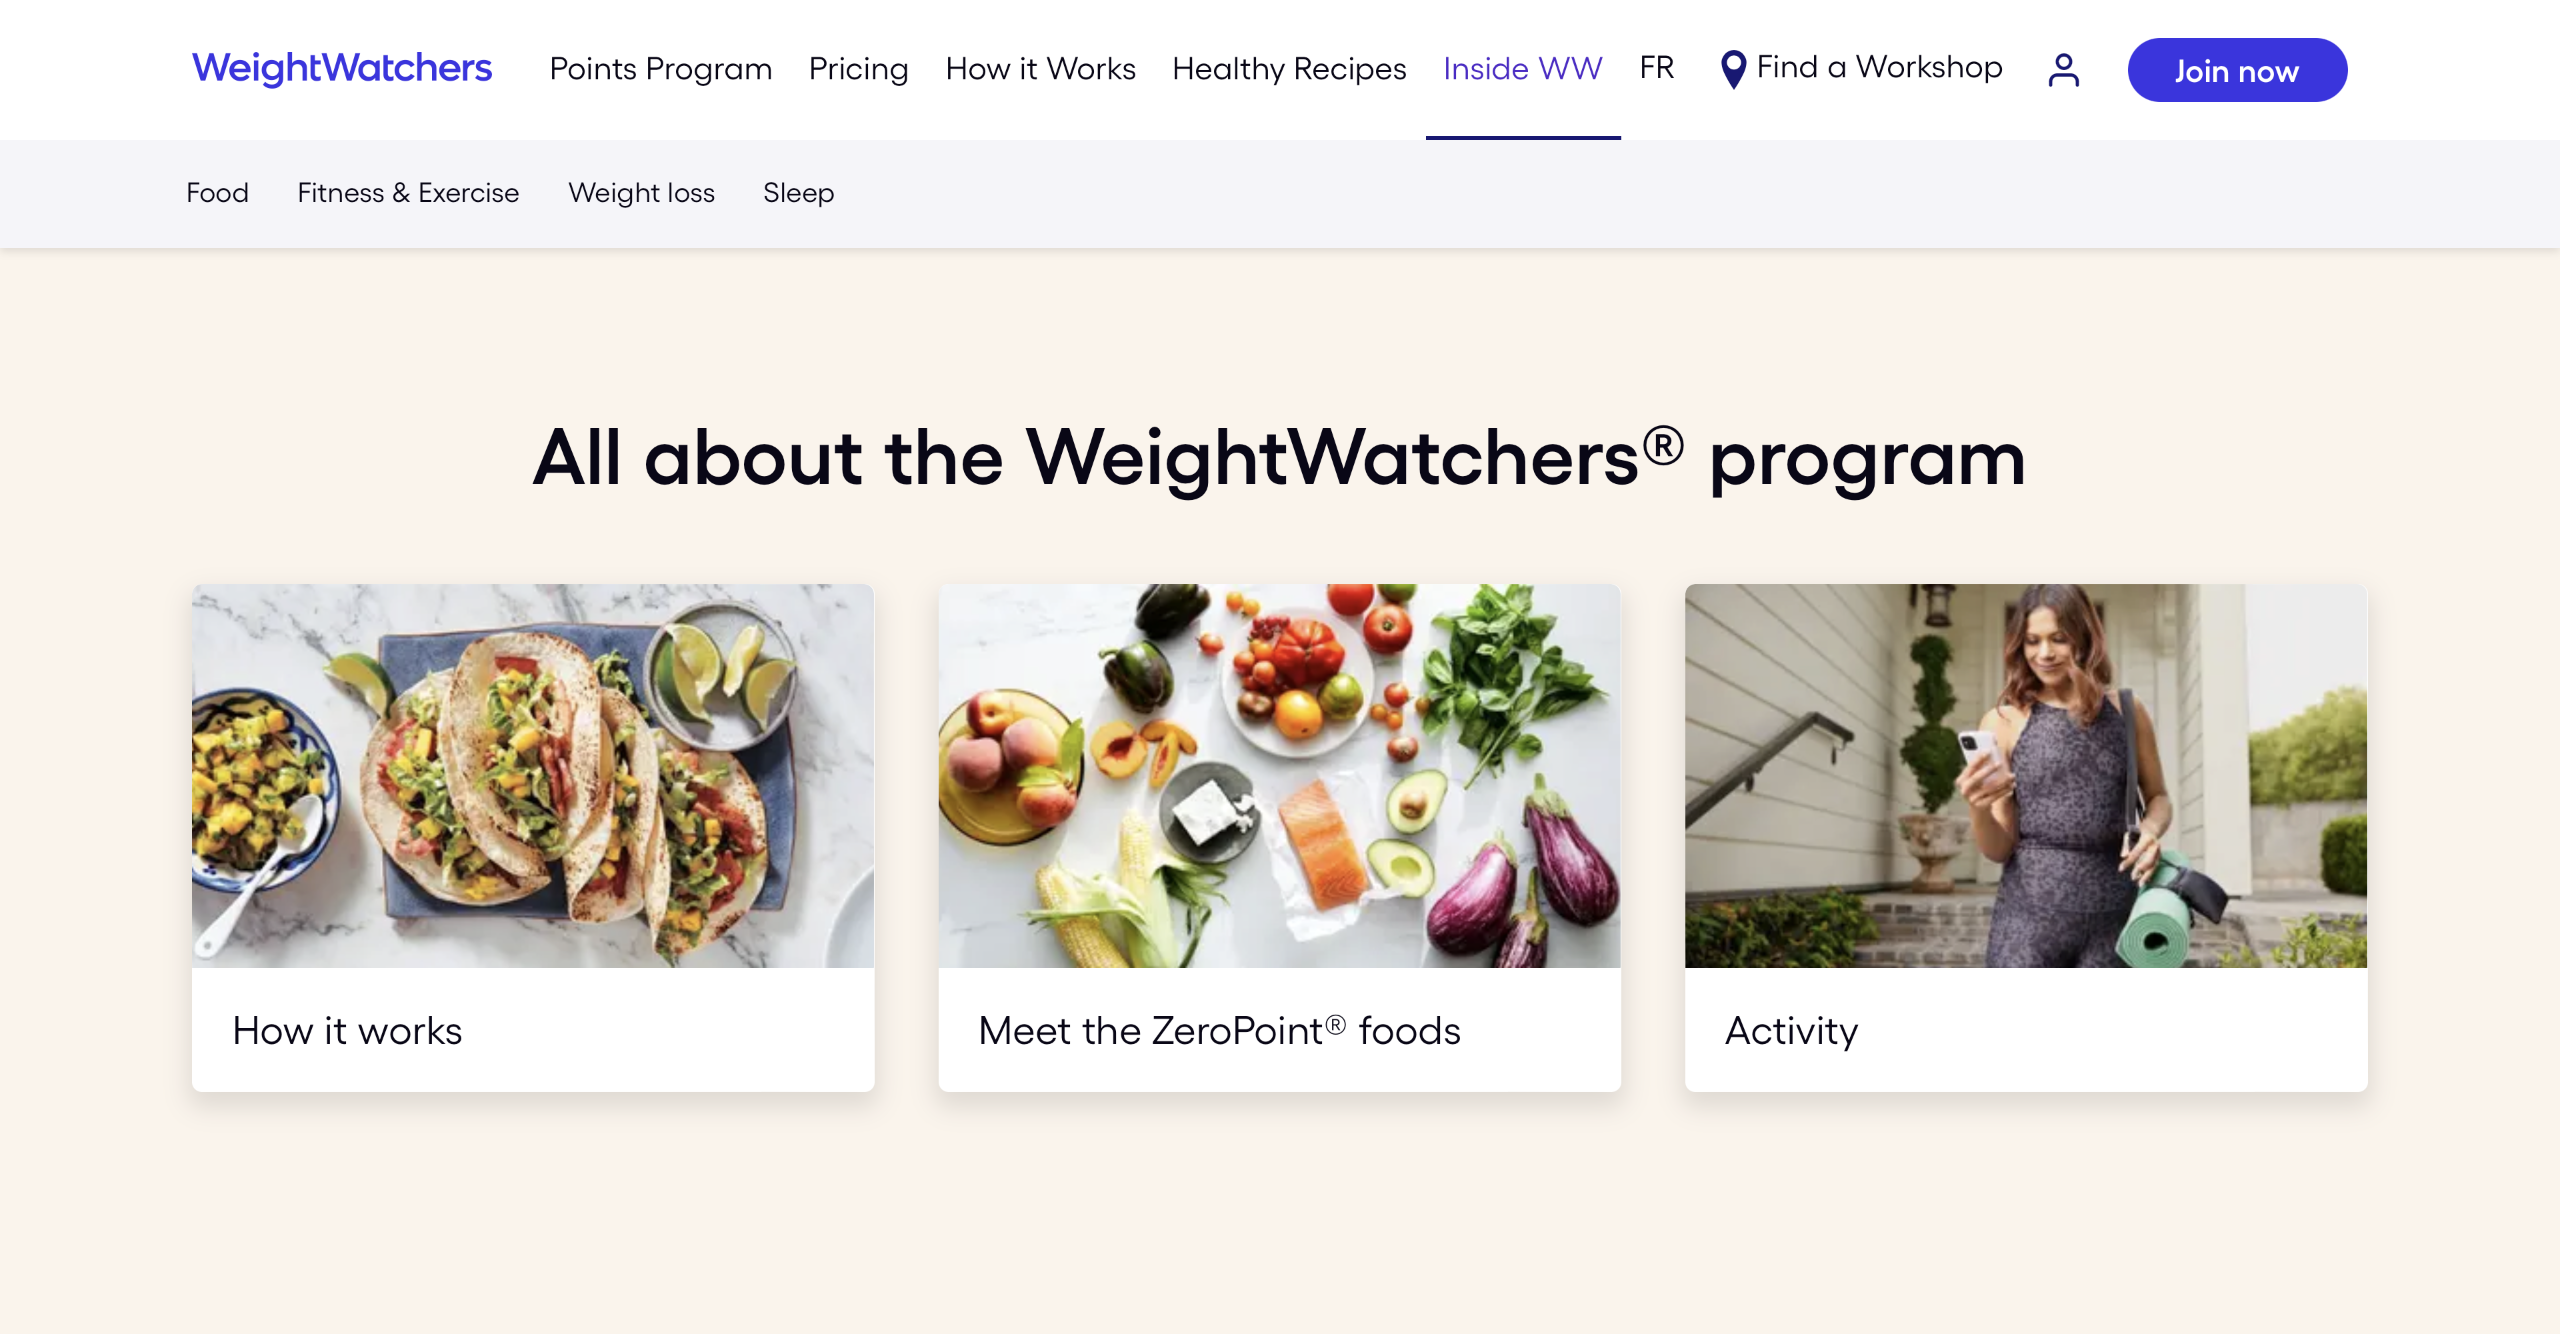 WeightWatchers Points Program Pricing How it Works Healthy Recipes Inside WW FR Find a Workshop Join now
Food Fitness & Exercise Weight loss Sleep
All about the WeightWatchers® program
How it works
Meet the ZeroPoint® foods
Activity